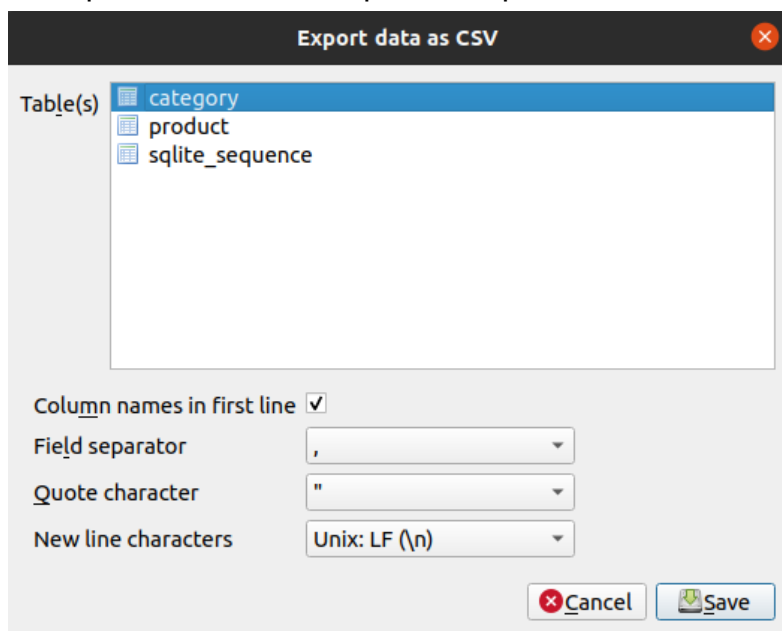 Export data as CSV
Table(s)
category
product
sqlite_sequence
Column names in first line
Field separator ,
Quote character "
New line characters Unix: LF (\n)
Cancel Save